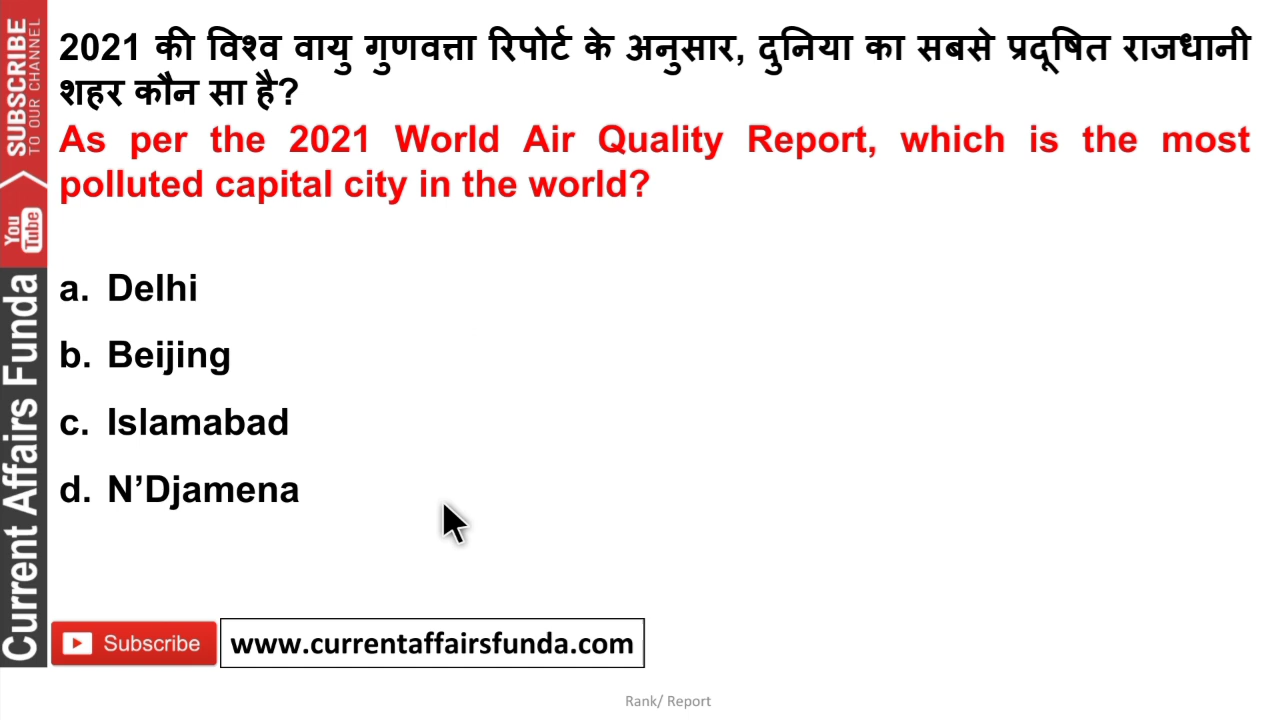 2021 की विश्व वायु गुणवत्ता रिपोर्ट के अनुसार, दुनिया का सबसे प्रदूषित राजधानी
शहर कौन सा है?
As per the 2021 World Air Quality Report, which is the most
polluted capital city in the world?
a. Delhi
b. Beijing
c. Islamabad
d. N’Djamena
SUBSCRIBE
TO OUR CHANNEL
You
Tube
Current Affairs Funda
Subscribe
www.currentaffairsfunda.com
Rank/ Report